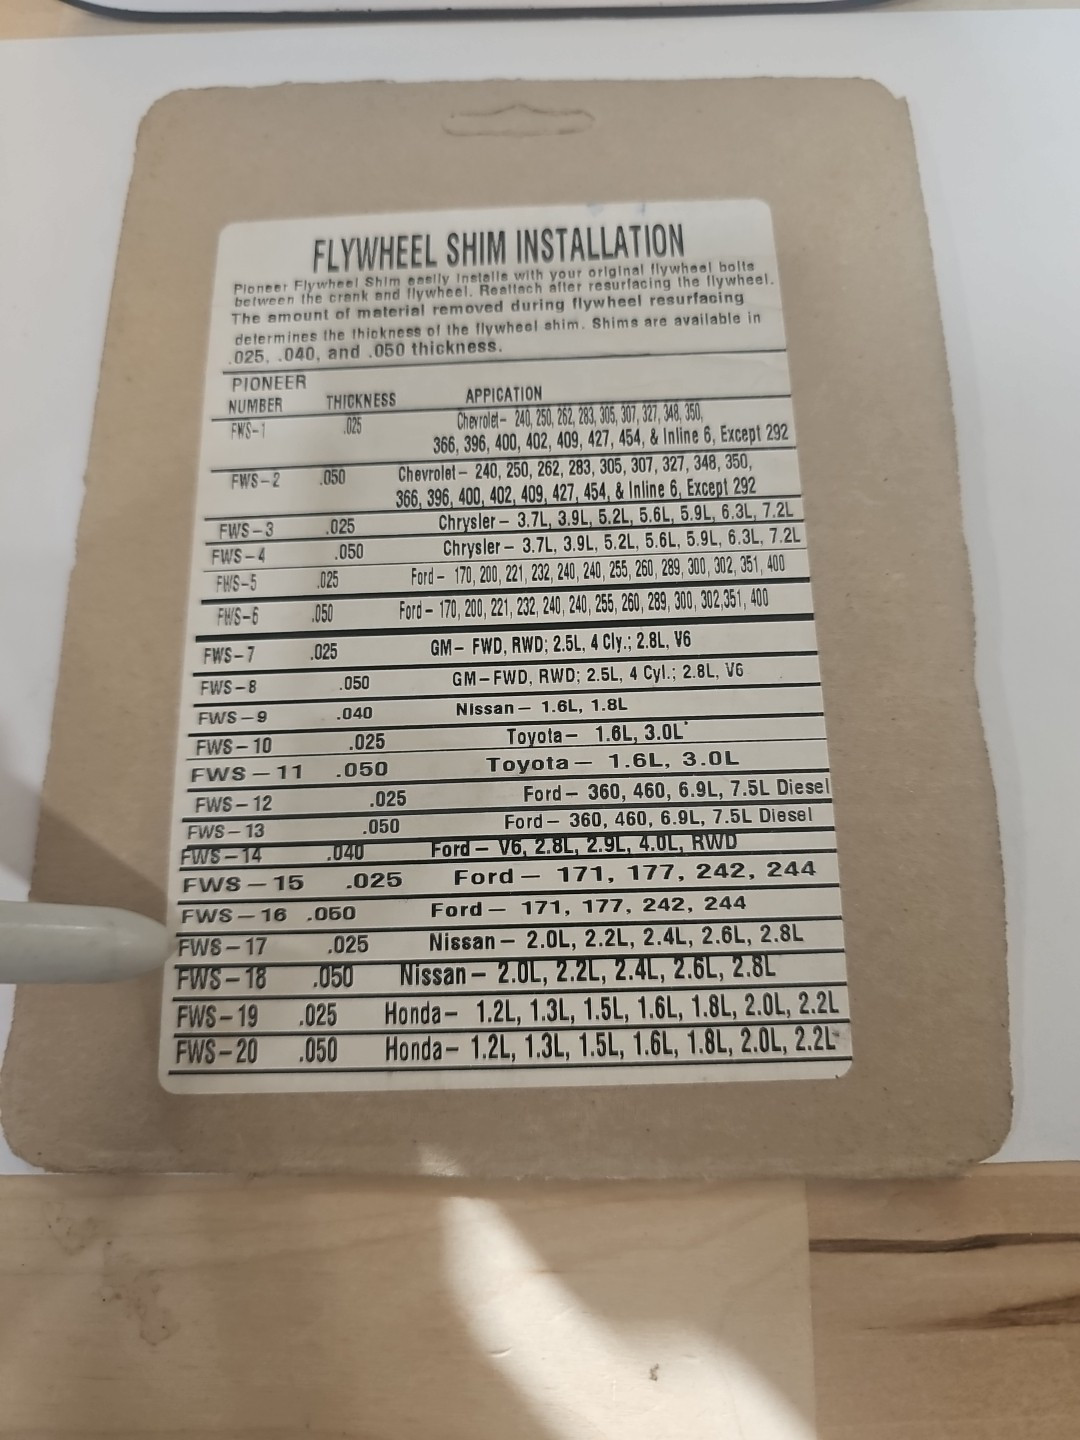 FLYWHEEL SHIM INSTALLATION
Pioneer Flywheel Shim easily installs with your original flywheel bolts
between the crank and flywheel. Reattach after resurfacing the flywheel.
The amount of material removed during flywheel resurfacing
determines the thickness of the flywheel shim. Shims are available in
.025, .040, and .050 thickness.
PIONEER
NUMBER THICKNESS APPICATION
FWS-1 .025 Chevrolet- 240, 250, 262, 283, 305, 307, 327, 348, 350,
366, 396, 400, 402, 409, 427, 454, & Inline 6, Except 292
FWS-2 .050 Chevrolet- 240, 250, 262, 283, 305, 307, 327, 348, 350,
366, 396, 400, 402, 409, 427, 454, & Inline 6, Except 292
FWS-3 .025 Chrysler- 3.7L, 3.9L, 5.2L, 5.6L, 5.9L, 6.3L, 7.2L
FWS-4 .050 Chrysler- 3.7L, 3.9L, 5.2L, 5.6L, 5.9L, 6.3L, 7.2L
FWS-5 .025 Ford- 170, 200, 221, 232, 240, 240, 255, 260, 289, 300, 302, 351, 400
FWS-6 .050 Ford- 170, 200, 221, 232, 240, 240, 255, 260, 289, 300, 302,351, 400
FWS-7 .025 GM- FWD, RWD; 2.5L, 4 Cly.; 2.8L, V6
FWS-8 .050 GM-FWD, RWD; 2.5L, 4 Cyl.; 2.8L, V6
FWS-9 .040 Nissan- 1.6L, 1.8L
FWS-10 .025 Toyota- 1.6L, 3.0L
FWS-11 .050 Toyota- 1.6L, 3.0L
FWS-12 .025 Ford- 360, 460, 6.9L, 7.5L Diesel
FWS-13 .050 Ford- 360, 460, 6.9L, 7.5L Diesel
FWS-14 .040 Ford- V6, 2.8L, 2.9L, 4.0L, RWD
FWS-15 .025 Ford- 171, 177, 242, 244
FWS-16 .050 Ford- 171, 177, 242, 244
FWS-17 .025 Nissan- 2.0L, 2.2L, 2.4L, 2.6L, 2.8L
FWS-18 .050 Nissan- 2.0L, 2.2L, 2.4L, 2.6L, 2.8L
FWS-19 .025 Honda- 1.2L, 1.3L, 1.5L, 1.6L, 1.8L, 2.0L, 2.2L
FWS-20 .050 Honda- 1.2L, 1.3L, 1.5L, 1.6L, 1.8L, 2.0L, 2.2L